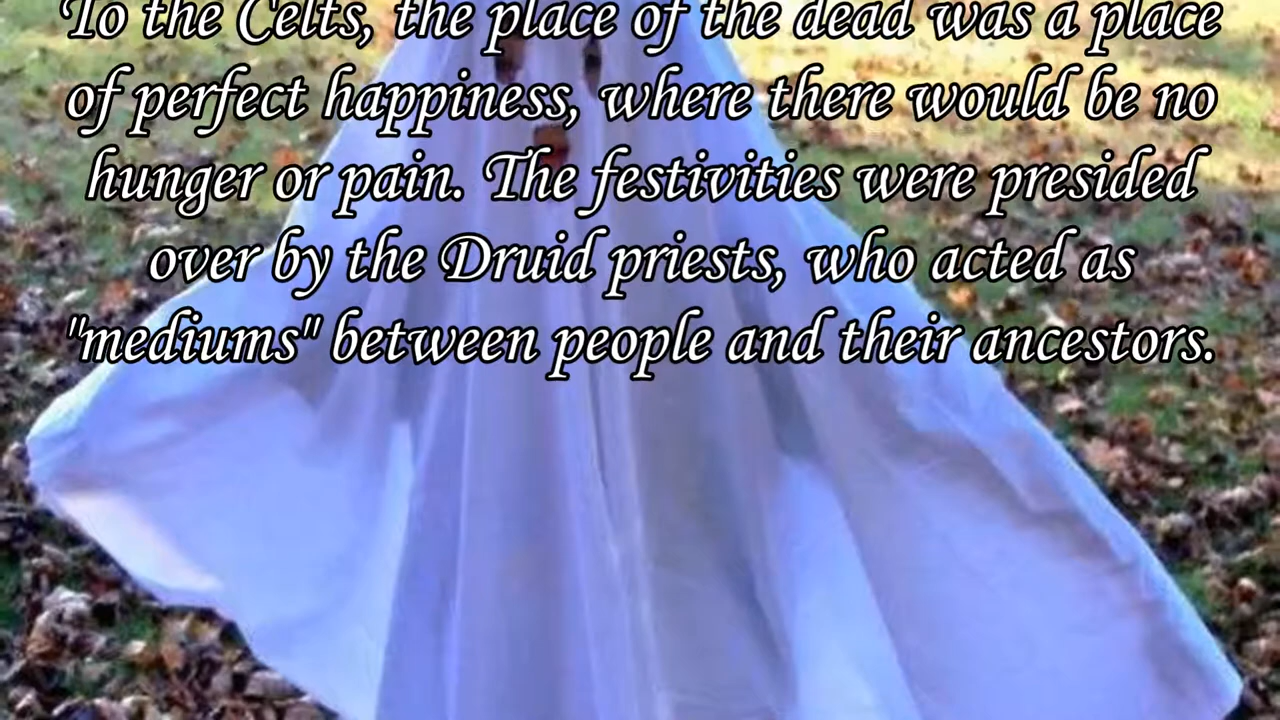 To the Celts, the place of the dead was a place
of perfect happiness, where there would be no
hunger or pain. The festivities were presided
over by the Druid priests, who acted as
"mediums" between people and their ancestors.